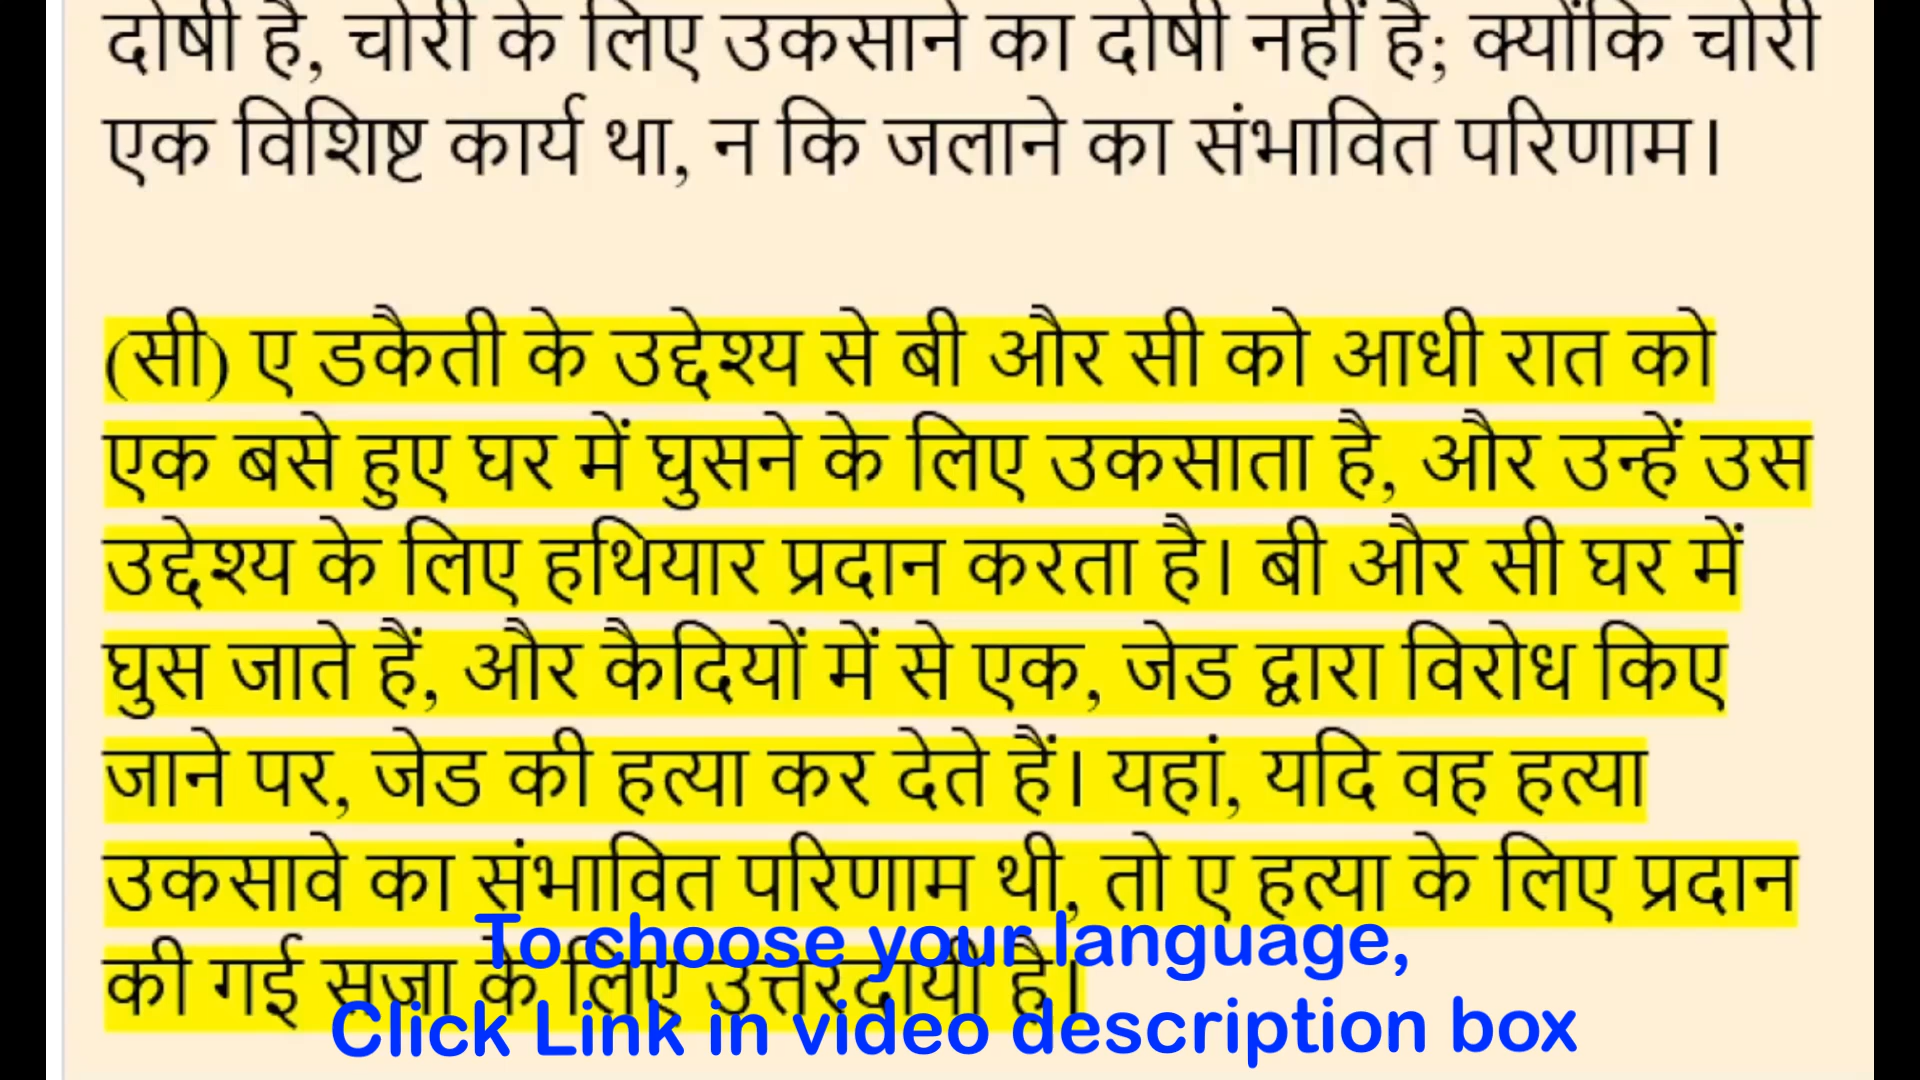 दोषी है, चोरी के लिए उकसाने का दोषी नहीं है; क्योंकि चोरी
एक विशिष्ट कार्य था, न कि जलाने का संभावित परिणाम।
(सी) ए डकैती के उद्देश्य से बी और सी को आधी रात को
एक बसे हुए घर में घुसने के लिए उकसाता है, और उन्हें उस
उद्देश्य के लिए हथियार प्रदान करता है। बी और सी घर में
घुस जाते हैं, और कैदियों में से एक, जेड द्वारा विरोध किए
जाने पर, जेड की हत्या कर देते हैं। यहां, यदि वह हत्या
उकसावे का संभावित परिणाम थी, तो ए हत्या के लिए प्रदान
की गई सजा के लिए उत्तरदायी है।
To choose your language,
Click Link in video description box